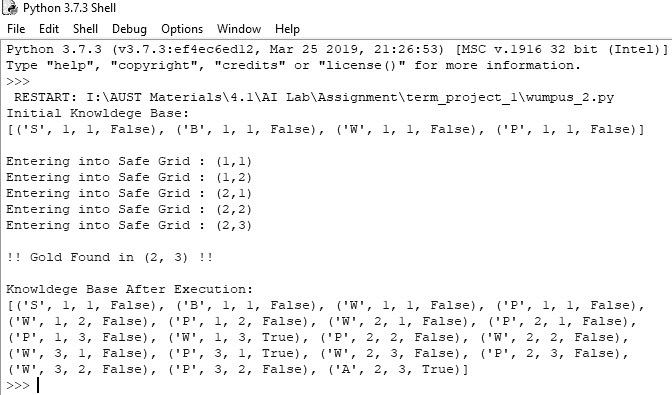 Python 3.7.3 Shell
File Edit Shell Debug Options Window Help
Python 3.7.3 (v3.7.3:ef4ec6ed12, Mar 25 2019, 21:26:53) [MSC v.1916 32 bit (Intel)]
Type "help", "copyright", "credits" or "license()" for more information.
>>>
 RESTART: I:\AUST Materials\4.1\AI Lab\Assignment\term_project_1\wumpus_2.py
Initial Knowldege Base:
[('S', 1, 1, False), ('B', 1, 1, False), ('W', 1, 1, False), ('P', 1, 1, False)]

Entering into Safe Grid : (1,1)
Entering into Safe Grid : (1,2)
Entering into Safe Grid : (2,1)
Entering into Safe Grid : (2,2)
Entering into Safe Grid : (2,3)

!! Gold Found in (2, 3) !!

Knowldege Base After Execution:
[('S', 1, 1, False), ('B', 1, 1, False), ('W', 1, 1, False), ('P', 1, 1, False),
('W', 1, 2, False), ('P', 1, 2, False), ('W', 2, 1, False), ('P', 2, 1, False),
('P', 1, 3, False), ('W', 1, 3, True), ('P', 2, 2, False), ('W', 2, 2, False),
('W', 3, 1, False), ('P', 3, 1, True), ('W', 2, 3, False), ('P', 2, 3, False),
('W', 3, 2, False), ('P', 3, 2, False), ('A', 2, 3, True)]
>>>